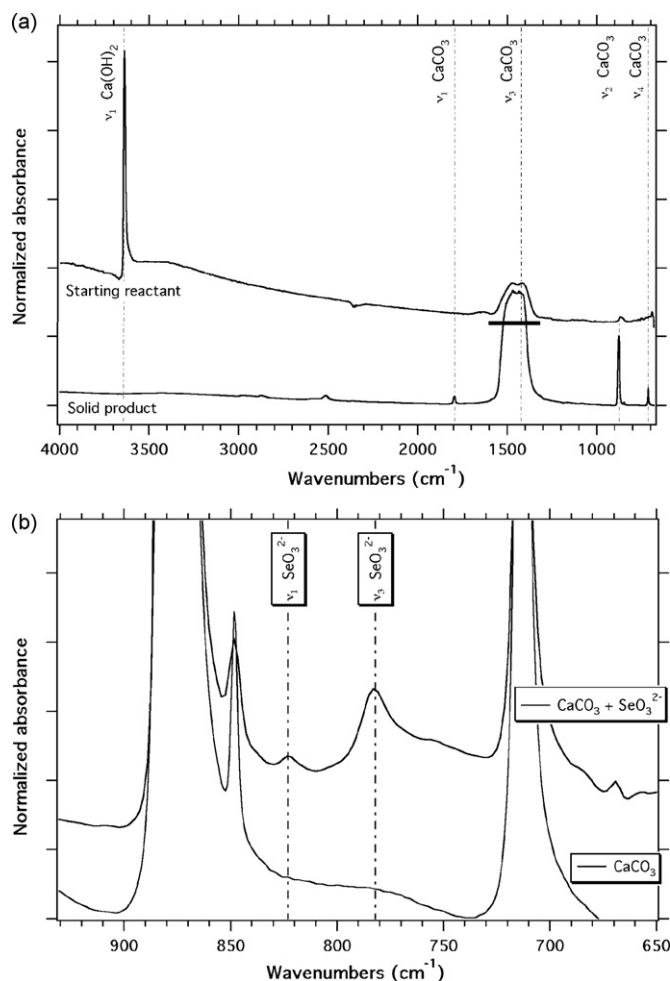 (a)
ν₁ Ca(OH)₂
ν₁ CaCO₃
ν₃ CaCO₃
ν₂ CaCO₃
ν₄ CaCO₃
Normalized absorbance
Starting reactant
Solid product
4000 3500 3000 2500 2000 1500 1000
Wavenumbers (cm⁻¹)
(b)
ν₁ SeO₃²⁻
ν₃ SeO₃²⁻
Normalized absorbance
CaCO₃ + SeO₃²⁻
CaCO₃
900 850 800 750 700 650
Wavenumbers (cm⁻¹)